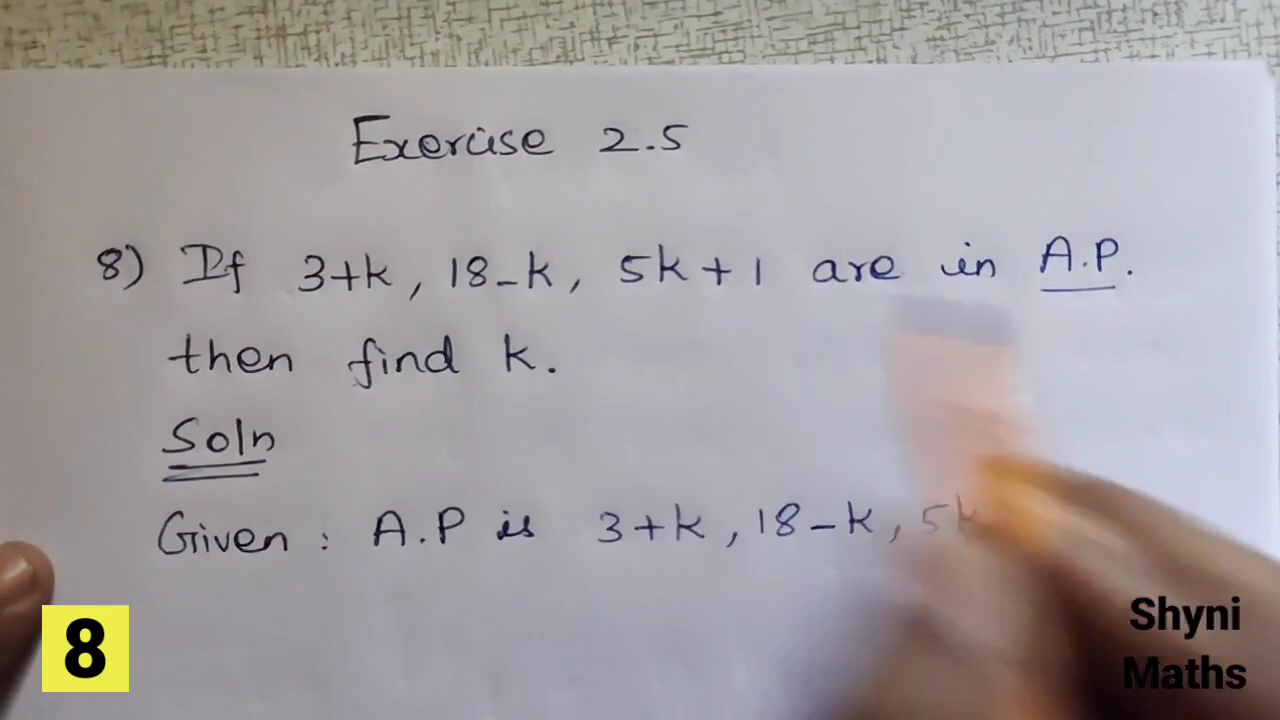 Exercise 2.5
8) If 3+k, 18-k, 5k+1 are in A.P.
then find k.
Soln
Given : A.P is 3+k, 18-k, 5k
8
Shyni
Maths